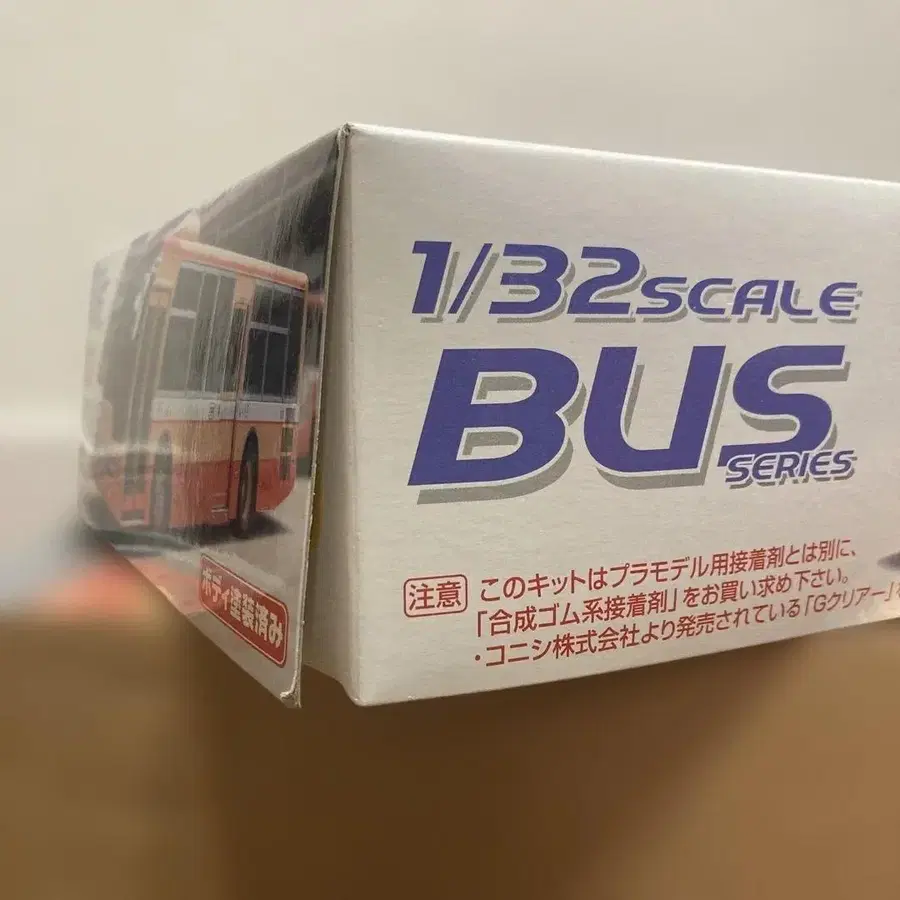 1/32SCALE
BUS
SERIES
注意 このキットはプラモデル用接着剤とは別に、
「合成ゴム系接着剤」をお買い求め下さい。
・コニシ株式会社より発売されている「Gクリアー」を
ボディ塗装済み